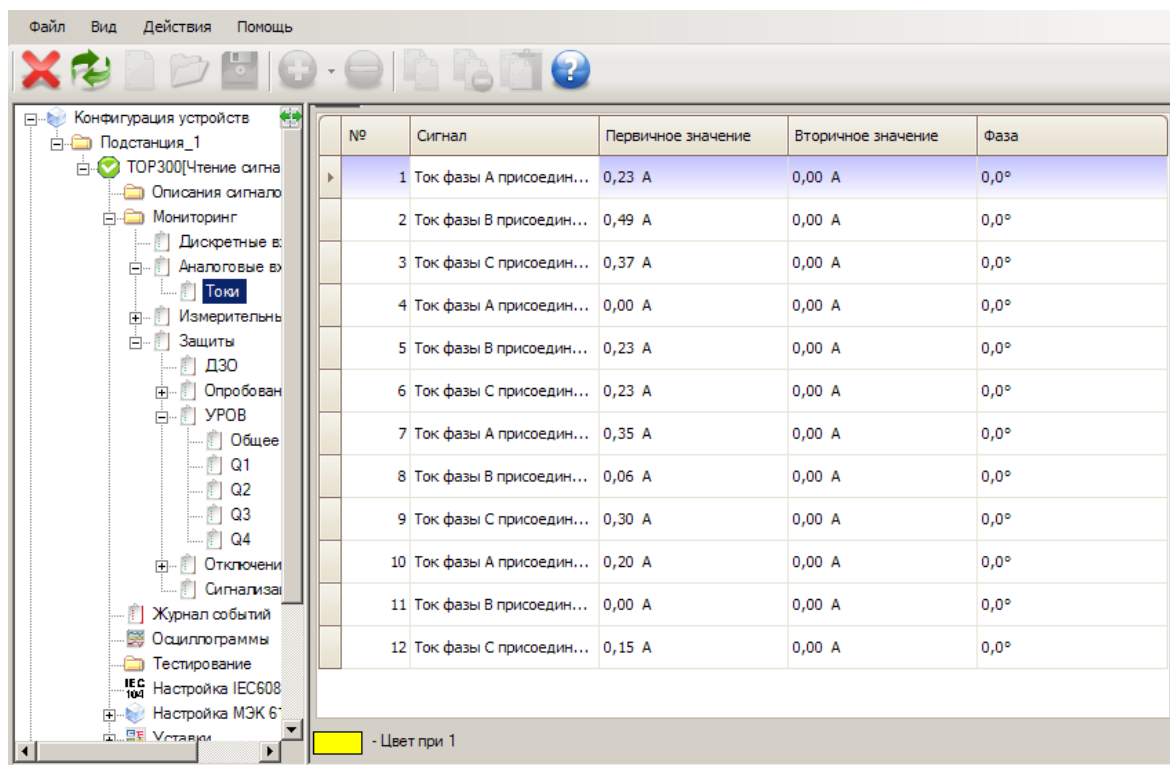 Файл Вид Действия Помощь
Конфигурация устройств
Подстанция_1
ТОР300[Чтение сигна
Описания сигнало
Мониторинг
Дискретные в
Аналоговые вх
Токи
Измерительнь
Защиты
ДЗО
Опробован
УРОВ
Общее
Q1
Q2
Q3
Q4
Отключени
Сигнализа
Журнал событий
Осциллограммы
Тестирование
IEC 104 Настройка IEC608
Настройка МЭК 6
Уставки
№ Сигнал Первичное значение Вторичное значение Фаза
1 Ток фазы A присоедин... 0,23 A 0,00 A 0,0°
2 Ток фазы B присоедин... 0,49 A 0,00 A 0,0°
3 Ток фазы C присоедин... 0,37 A 0,00 A 0,0°
4 Ток фазы A присоедин... 0,00 A 0,00 A 0,0°
5 Ток фазы B присоедин... 0,23 A 0,00 A 0,0°
6 Ток фазы C присоедин... 0,23 A 0,00 A 0,0°
7 Ток фазы A присоедин... 0,35 A 0,00 A 0,0°
8 Ток фазы B присоедин... 0,06 A 0,00 A 0,0°
9 Ток фазы C присоедин... 0,30 A 0,00 A 0,0°
10 Ток фазы A присоедин... 0,20 A 0,00 A 0,0°
11 Ток фазы B присоедин... 0,00 A 0,00 A 0,0°
12 Ток фазы C присоедин... 0,15 A 0,00 A 0,0°
- Цвет при 1